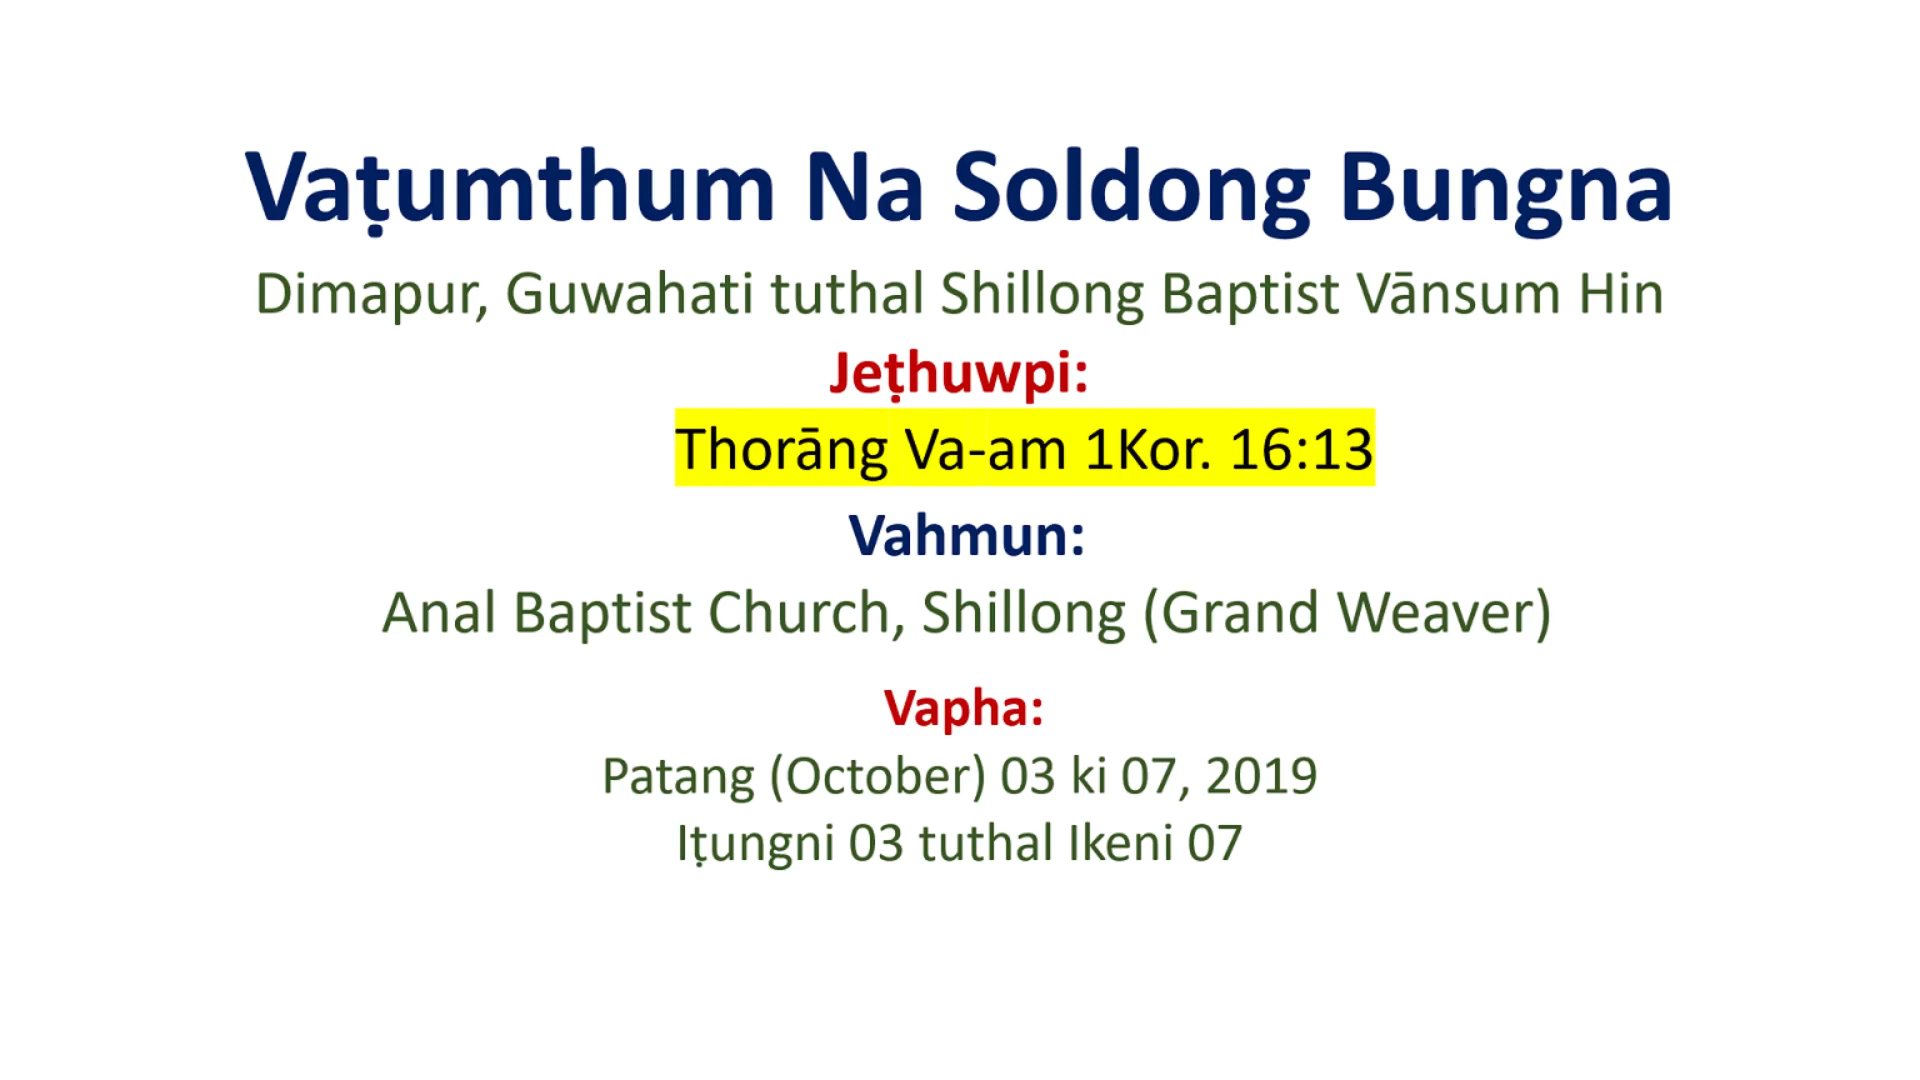 Vaṭumthum Na Soldong Bungna
Dimapur, Guwahati tuthal Shillong Baptist Vānsum Hin
Jeṭhuwpi:
Thorāng Va-am 1Kor. 16:13
Vahmun:
Anal Baptist Church, Shillong (Grand Weaver)
Vapha:
Patang (October) 03 ki 07, 2019
Iṭungni 03 tuthal Ikeni 07